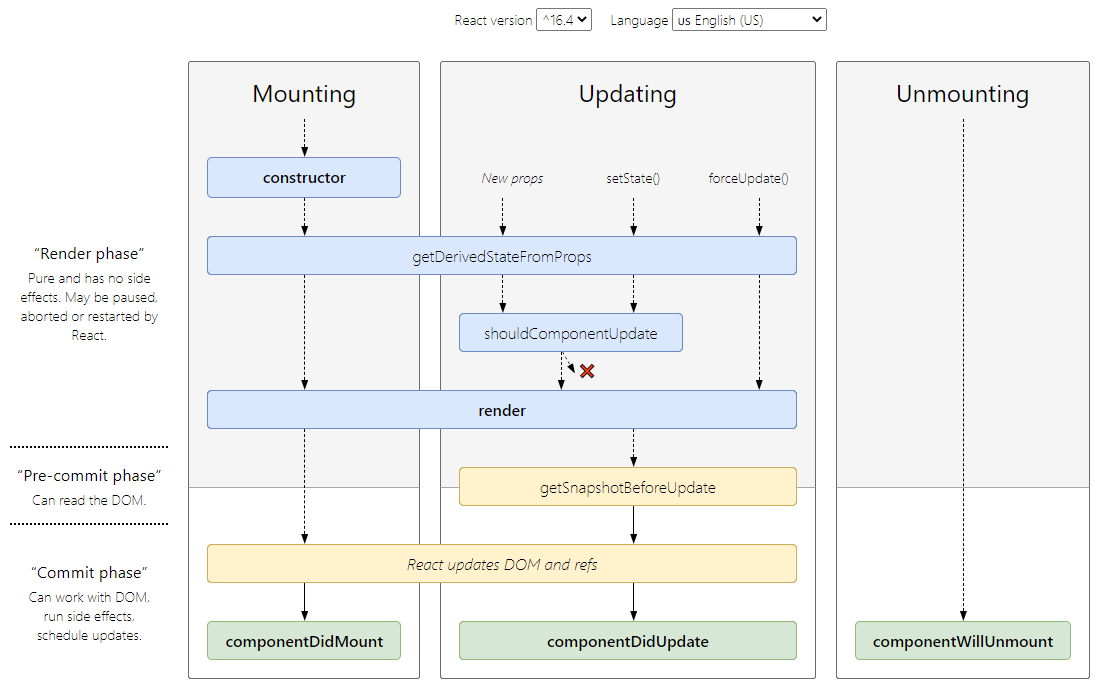 React version ^16.4 Language us English (US)
Mounting
Updating
Unmounting
constructor
New props
setState()
forceUpdate()
“Render phase”
Pure and has no side
effects. May be paused,
aborted or restarted by
React.
getDerivedStateFromProps
shouldComponentUpdate
render
“Pre-commit phase”
Can read the DOM.
getSnapshotBeforeUpdate
“Commit phase”
Can work with DOM,
run side effects,
schedule updates.
React updates DOM and refs
componentDidMount
componentDidUpdate
componentWillUnmount